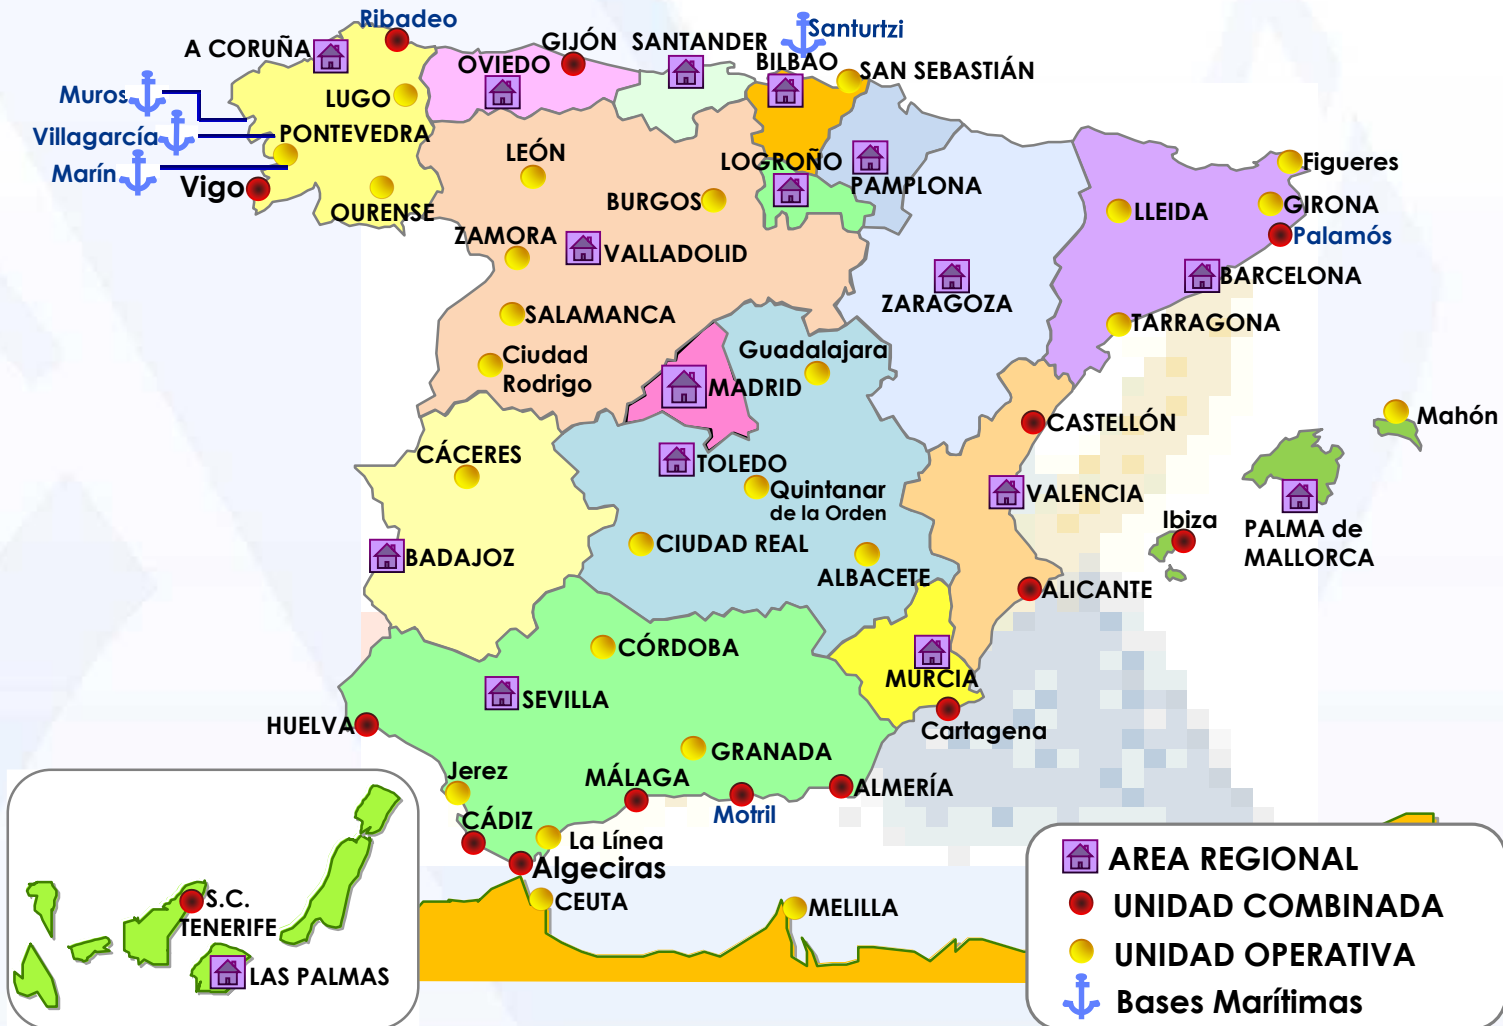 Ribadeo
A CORUÑA
GIJÓN
SANTANDER
Santurtzi
OVIEDO
BILBAO
SAN SEBASTIÁN
Muros
LUGO
Villagarcía
PONTEVEDRA
Marín
Vigo
OURENSE
LEÓN
BURGOS
LOGROÑO
PAMPLONA
Figueres
LLEIDA
GIRONA
Palamós
ZAMORA
VALLADOLID
ZARAGOZA
BARCELONA
SALAMANCA
TARRAGONA
Ciudad
Rodrigo
Guadalajara
MADRID
CASTELLÓN
Mahón
CÁCERES
TOLEDO
Quintanar
de la Orden
VALENCIA
Ibiza
PALMA de
MALLORCA
BADAJOZ
CIUDAD REAL
ALBACETE
ALICANTE
CÓRDOBA
MURCIA
SEVILLA
Cartagena
HUELVA
GRANADA
Jerez
MÁLAGA
ALMERÍA
Motril
CÁDIZ
La Línea
Algeciras
CEUTA
MELILLA
S.C.
TENERIFE
LAS PALMAS
AREA REGIONAL
UNIDAD COMBINADA
UNIDAD OPERATIVA
Bases Marítimas